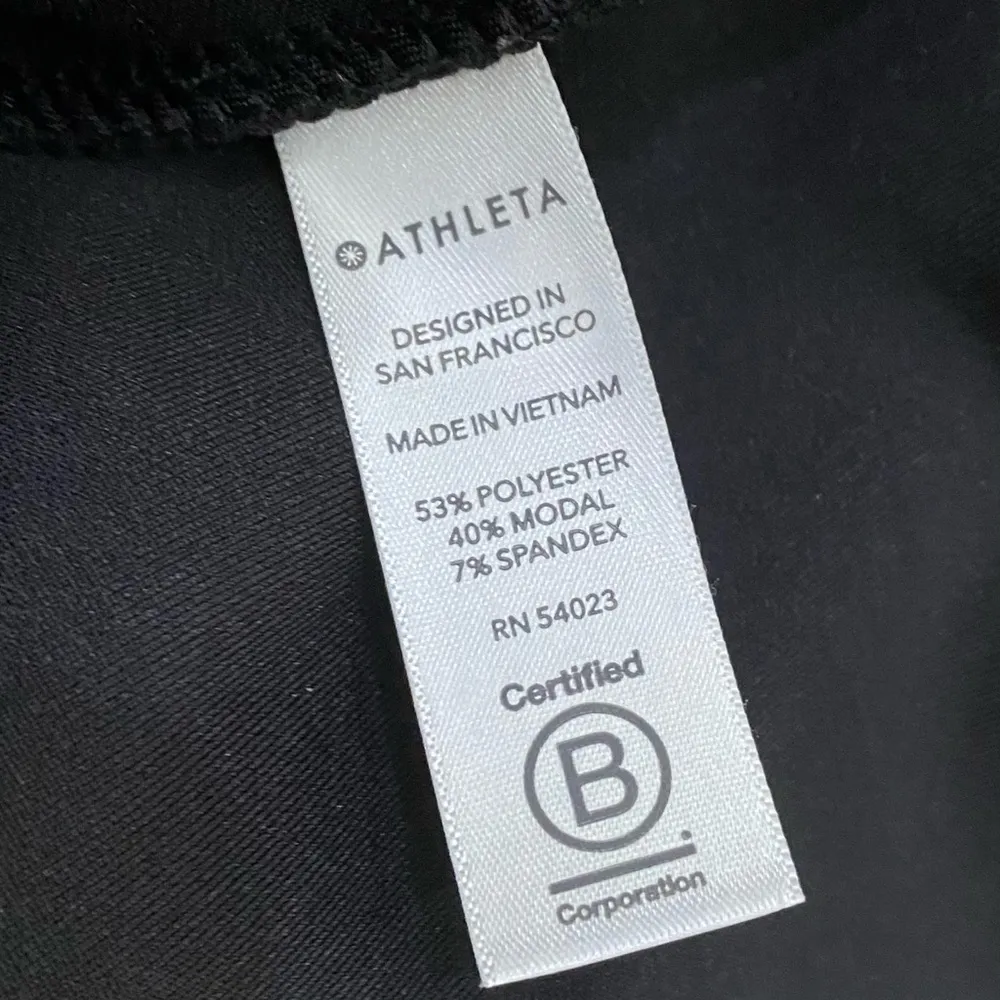 ATHLETA
DESIGNED IN
SAN FRANCISCO
MADE IN VIETNAM
53% POLYESTER
40% MODAL
7% SPANDEX
RN 54023
Certified
B
Corporation